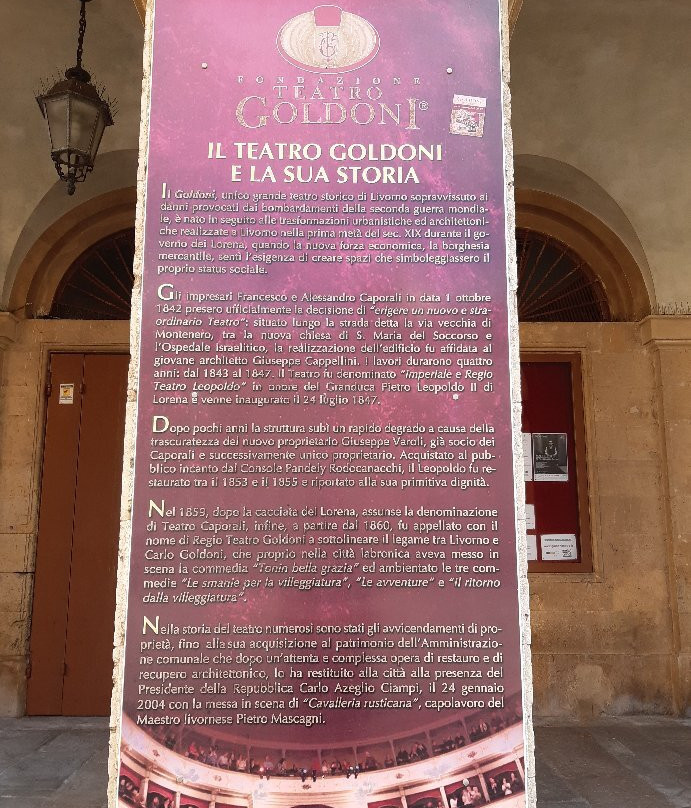 FONDAZIONE
TEATRO
GOLDONI®
IL TEATRO GOLDONI
E LA SUA STORIA
Il Goldoni, unico grande teatro storico di Livorno sopravvissuto ai
danni provocati dai bombardamenti della seconda guerra mondia-
le, è nato in seguito alle trasformazioni urbanistiche ed architettoni-
che realizzate a Livorno nella prima metà del sec. XIX durante il go-
verno dei Lorena, quando la nuova forza economica, la borghesia
mercantile, sentì l'esigenza di creare spazi che simboleggiassero il
proprio status sociale.
Gli impresari Francesco e Alessandro Caporali in data 1 ottobre
1842 presero ufficialmente la decisione di "erigere un nuovo e stra-
ordinario Teatro": situato lungo la strada detta la via vecchia di
Montenero, tra la nuova chiesa di S. Maria del Soccorso e
l'Ospedale Israelitico, la realizzazione dell'edificio fu affidata al
giovane architetto Giuseppe Cappellini. I lavori durarono quattro
anni: dal 1843 al 1847. Il Teatro fu denominato "Imperiale e Regio
Teatro Leopoldo" in onore del Granduca Pietro Leopoldo II di
Lorena e venne inaugurato il 24 luglio 1847.
Dopo pochi anni la struttura subì un rapido degrado a causa della
trascuratezza del nuovo proprietario Giuseppe Varoli, già socio dei
Caporali e successivamente unico proprietario. Acquistato al pub-
blico incanto dal Console Pandely Rodocanacchi, il Leopoldo fu re-
staurato tra il 1853 e il 1855 e riportato alla sua primitiva dignità.
Nel 1859, dopo la cacciata dei Lorena, assunse la denominazione
di Teatro Caporali, infine, a partire dal 1860, fu appellato con il
nome di Regio Teatro Goldoni a sottolineare il legame tra Livorno e
Carlo Goldoni, che proprio nella città labronica aveva messo in
scena la commedia "Tonin bella grazia" ed ambientato le tre com-
medie "Le smanie per la villeggiatura", "Le avventure" e "Il ritorno
dalla villeggiatura".
Nella storia del teatro numerosi sono stati gli avvicendamenti di pro-
prietà, fino alla sua acquisizione al patrimonio dell'Amministrazio-
ne comunale che dopo un'attenta e complessa opera di restauro e di
recupero architettonico, lo ha restituito alla città alla presenza del
Presidente della Repubblica Carlo Azeglio Ciampi, il 24 gennaio
2004 con la messa in scena di "Cavalleria rusticana", capolavoro del
Maestro livornese Pietro Mascagni.